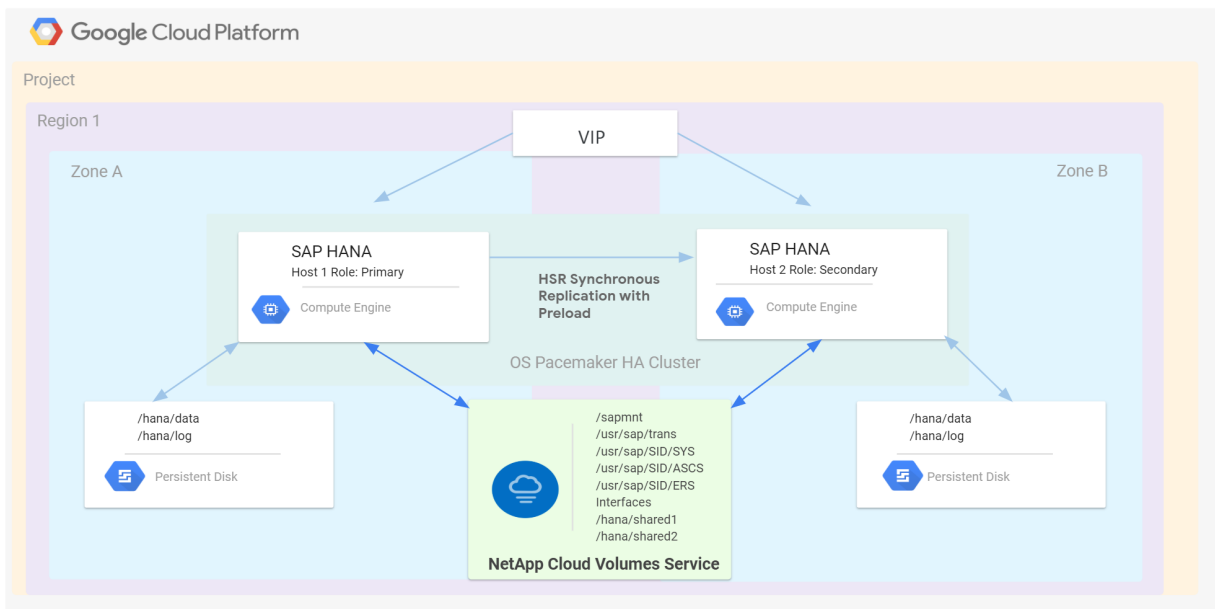 Google Cloud Platform
Project
Region 1
VIP
Zone A
Zone B
SAP HANA
Host 1 Role: Primary
Compute Engine
HSR Synchronous
Replication with
Preload
SAP HANA
Host 2 Role: Secondary
Compute Engine
OS Pacemaker HA Cluster
/hana/data
/hana/log
Persistent Disk
/sapmnt
/usr/sap/trans
/usr/sap/SID/SYS
/usr/sap/SID/ASCS
/usr/sap/SID/ERS
Interfaces
/hana/shared1
/hana/shared2
NetApp Cloud Volumes Service
/hana/data
/hana/log
Persistent Disk